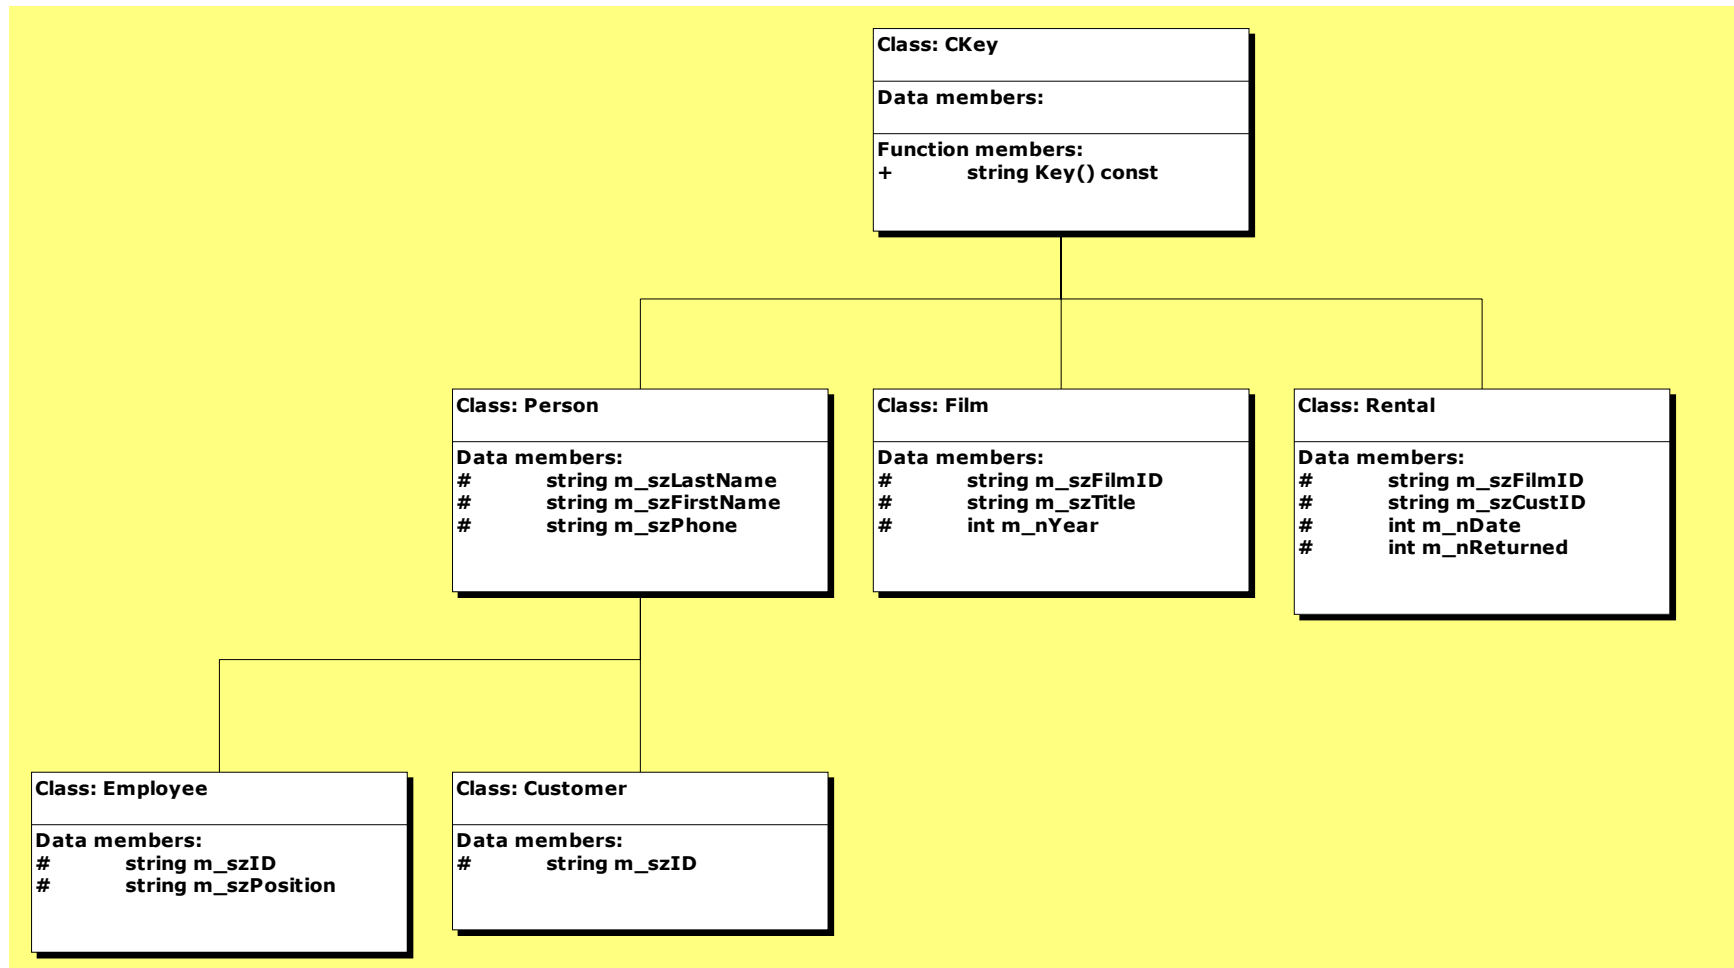 Class: CKey
Data members:
Function members:
+ string Key() const
Class: Person
Data members:
# string m_szLastName
# string m_szFirstName
# string m_szPhone
Class: Film
Data members:
# string m_szFilmID
# string m_szTitle
# int m_nYear
Class: Rental
Data members:
# string m_szFilmID
# string m_szCustID
# int m_nDate
# int m_nReturned
Class: Employee
Data members:
# string m_szID
# string m_szPosition
Class: Customer
Data members:
# string m_szID